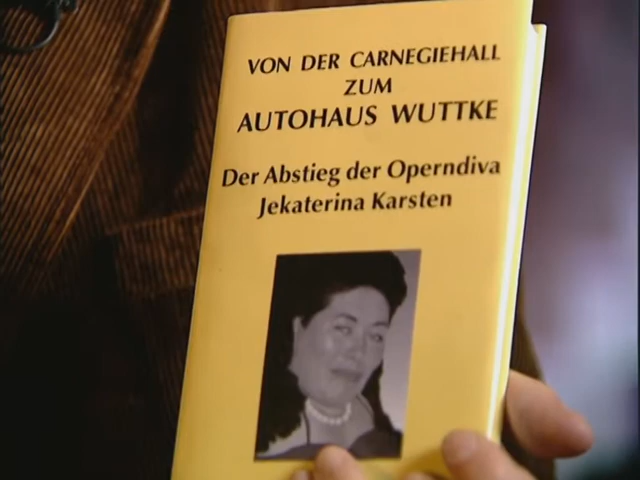 VON DER CARNEGIEHALL
ZUM
AUTOHAUS WUTTKE
Der Abstieg der Operndiva
Jekaterina Karsten